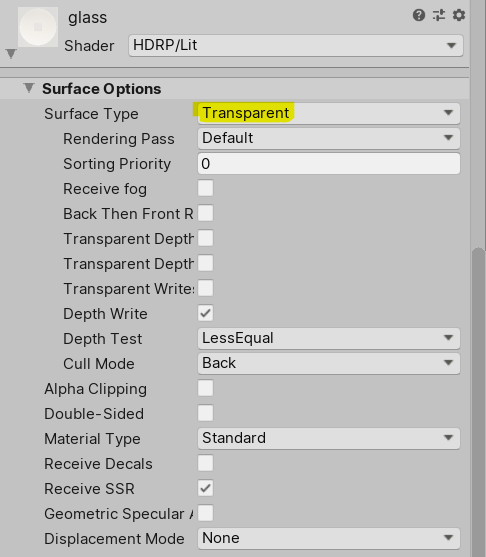 glass
Shader HDRP/Lit
Surface Options
Surface Type Transparent
Rendering Pass Default
Sorting Priority 0
Receive fog
Back Then Front R
Transparent Depth
Transparent Depth
Transparent Writes
Depth Write
Depth Test LessEqual
Cull Mode Back
Alpha Clipping
Double-Sided
Material Type Standard
Receive Decals
Receive SSR
Geometric Specular A
Displacement Mode None